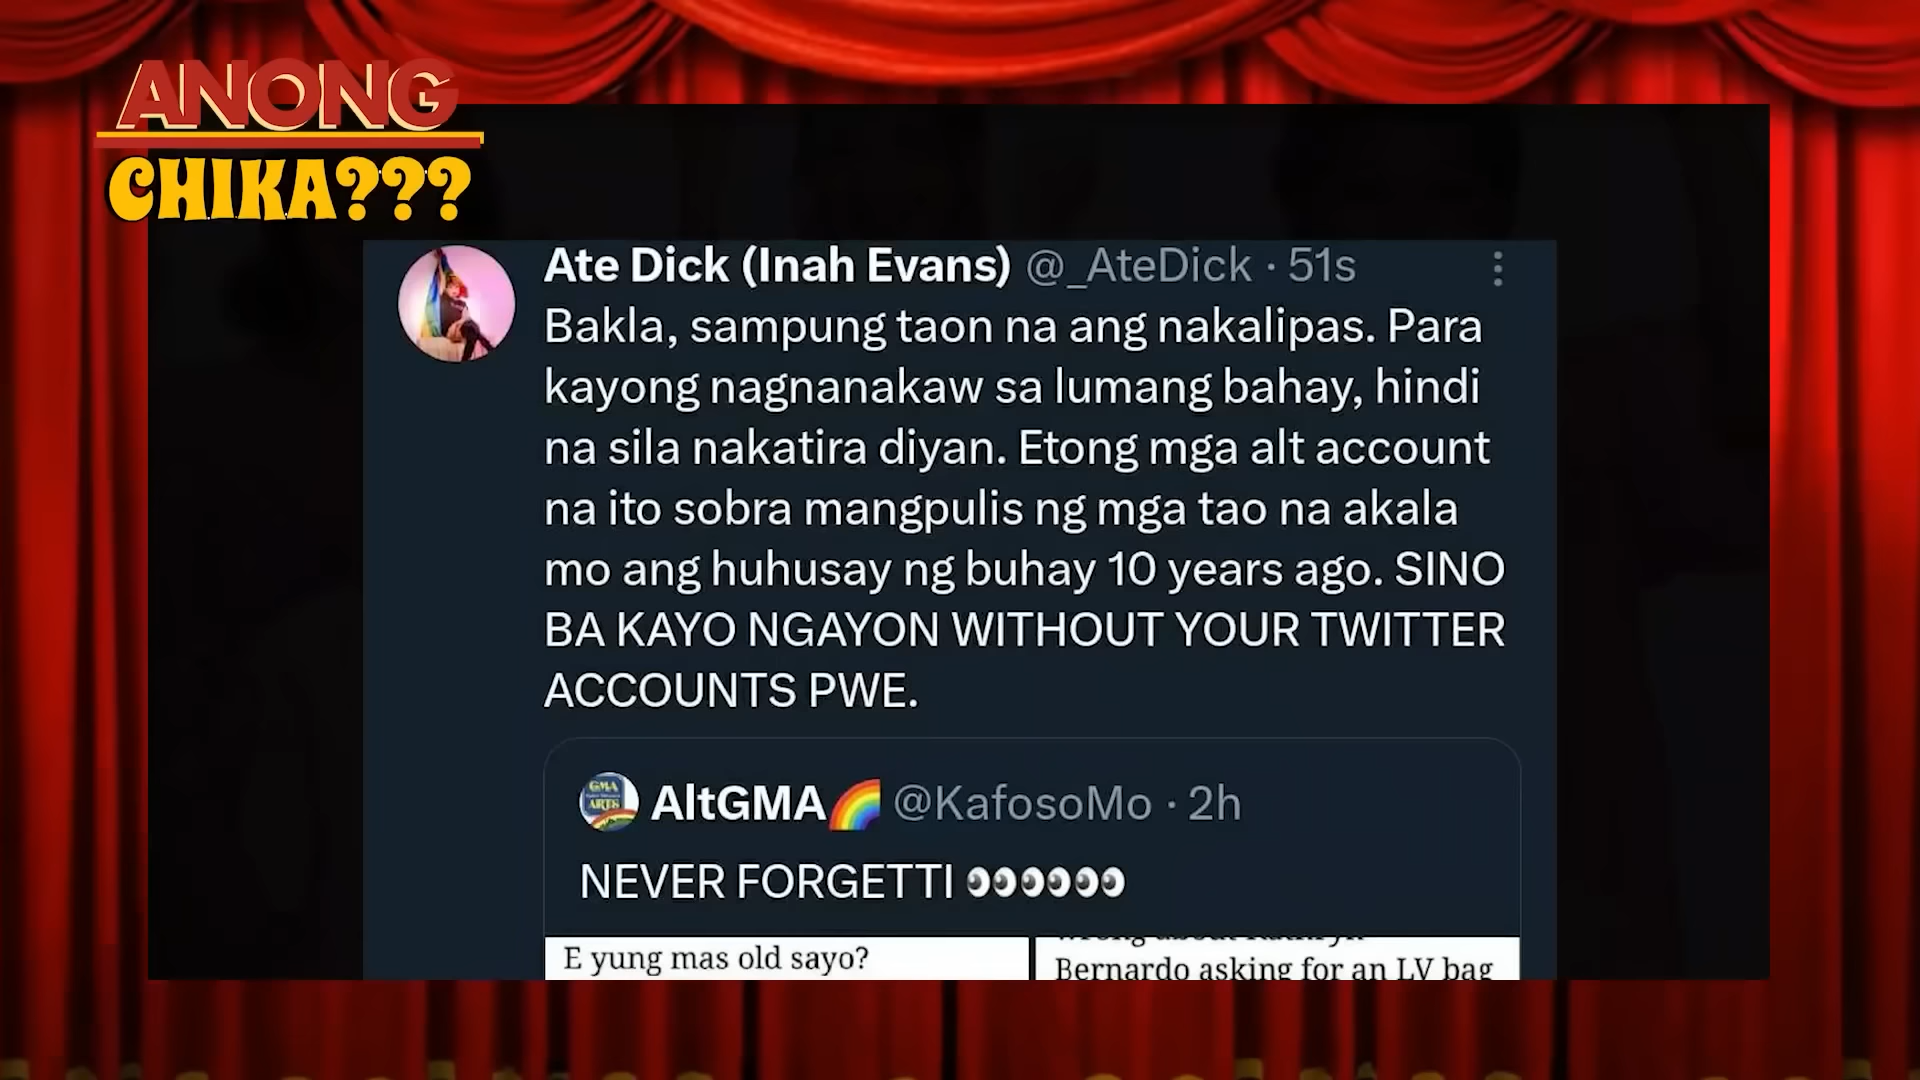 ANONG
CHIKA???
Ate Dick (Inah Evans) @_AteDick · 51s
Bakla, sampung taon na ang nakalipas. Para
kayong nagnanakaw sa lumang bahay, hindi
na sila nakatira diyan. Etong mga alt account
na ito sobra mangpulis ng mga tao na akala
mo ang huhusay ng buhay 10 years ago. SINO
BA KAYO NGAYON WITHOUT YOUR TWITTER
ACCOUNTS PWE.
GMA
ARTS
AltGMA🌈 @KafosoMo · 2h
NEVER FORGETTI 👀👀👀
E yung mas old sayo?
Bernardo asking for an LV bag